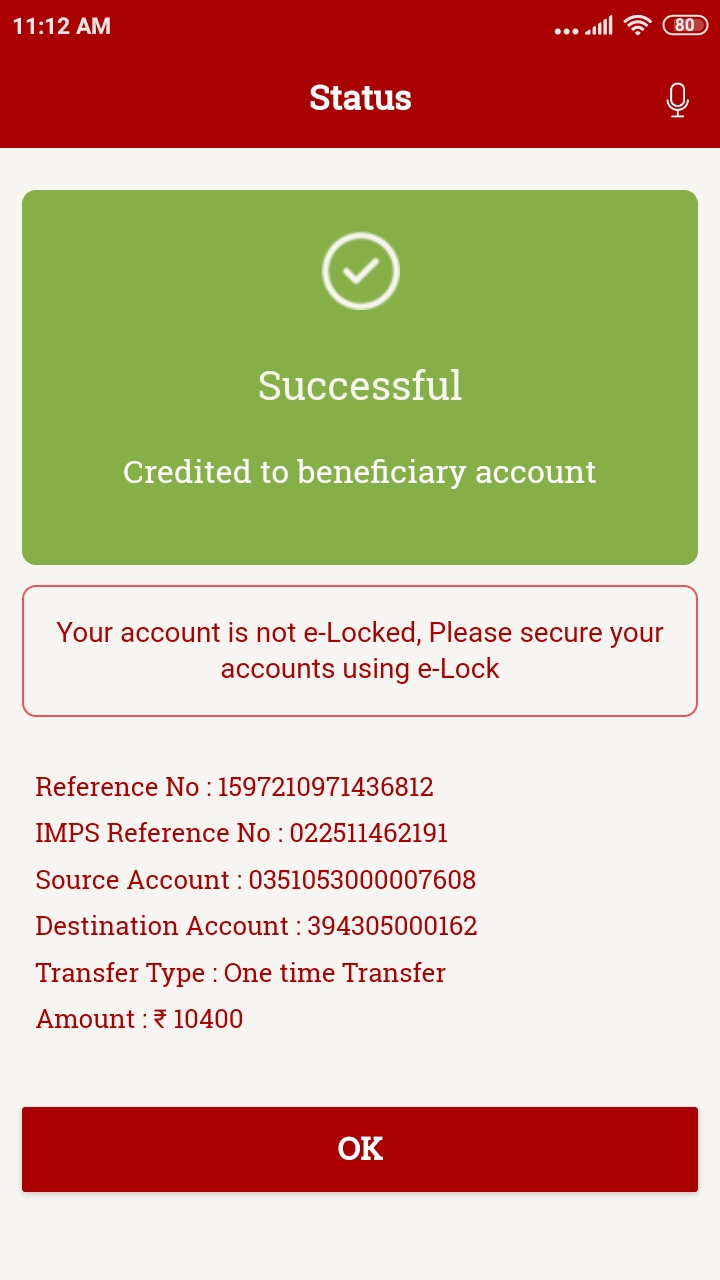 11:12 AM
80
Status
Successful
Credited to beneficiary account
Your account is not e-Locked, Please secure your
accounts using e-Lock
Reference No : 1597210971436812
IMPS Reference No : 022511462191
Source Account : 0351053000007608
Destination Account : 394305000162
Transfer Type : One time Transfer
Amount : ₹ 10400
OK